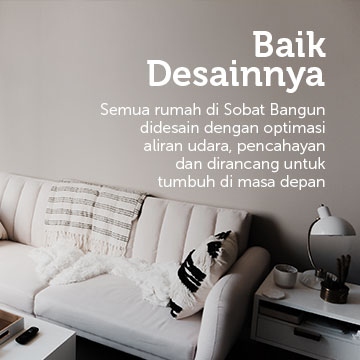 Baik
Desainnya
Semua rumah di Sobat Bangun
didesain dengan optimasi
aliran udara, pencahayan
dan dirancang untuk
tumbuh di masa depan